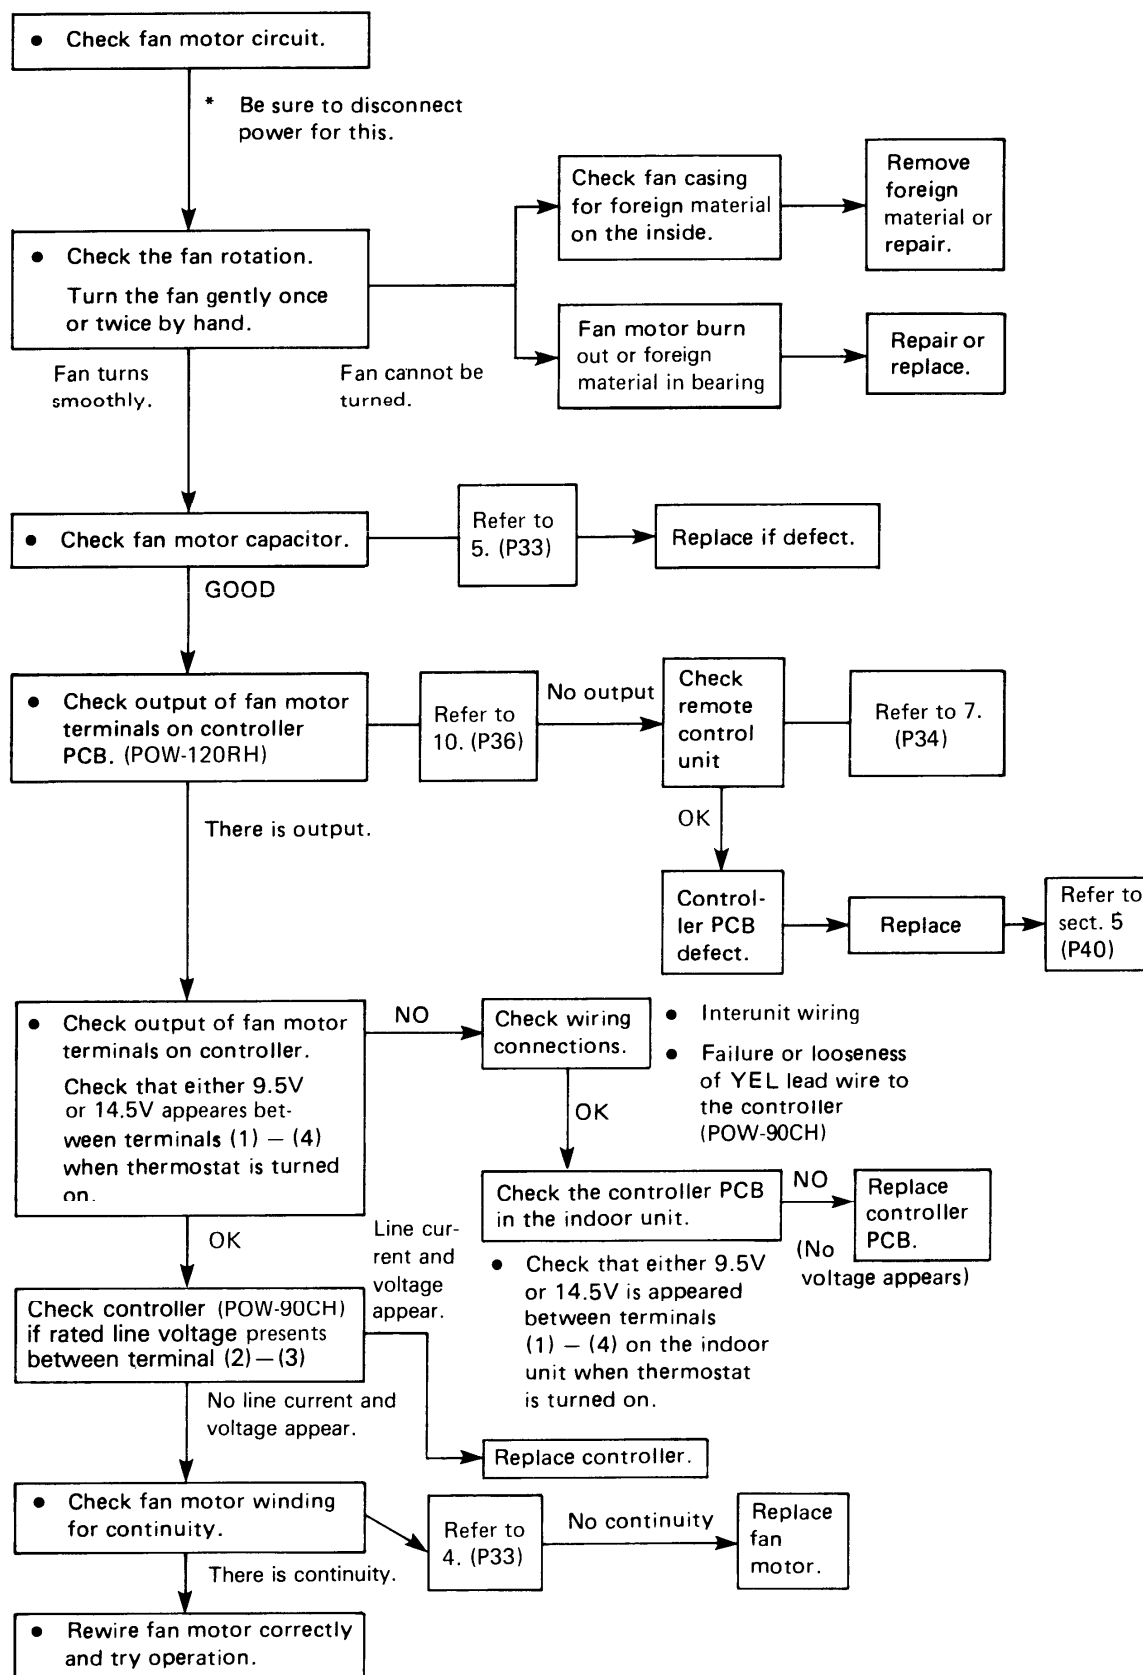 ● Check fan motor circuit.
* Be sure to disconnect
power for this.
Check fan casing
for foreign material
on the inside.
Remove
foreign
material or
repair.
● Check the fan rotation.
Turn the fan gently once
or twice by hand.
Fan motor burn
out or foreign
material in bearing
Repair or
replace.
Fan turns
smoothly.
Fan cannot be
turned.
● Check fan motor capacitor.
Refer to
5. (P33)
Replace if defect.
GOOD
● Check output of fan motor
terminals on controller
PCB. (POW-120RH)
Refer to
10. (P36)
No output
Check
remote
control
unit
Refer to 7.
(P34)
OK
There is output.
Control-
ler PCB
defect.
Replace
Refer to
sect. 5
(P40)
● Check output of fan motor
terminals on controller.
Check that either 9.5V
or 14.5V appeares bet-
ween terminals (1) – (4)
when thermostat is turned
on.
NO
Check wiring
connections.
● Interunit wiring
● Failure or looseness
of YEL lead wire to
the controller
(POW-90CH)
OK
Check the controller PCB
in the indoor unit.
NO
(No
voltage appears)
Replace
controller
PCB.
● Check that either 9.5V
or 14.5V is appeared
between terminals
(1) – (4) on the indoor
unit when thermostat
is turned on.
OK
Line cur-
rent and
voltage
appear.
Check controller (POW-90CH)
if rated line voltage presents
between terminal (2)–(3)
No line current and
voltage appear.
Replace controller.
● Check fan motor winding
for continuity.
Refer to
4. (P33)
No continuity
Replace
fan
motor.
There is continuity.
● Rewire fan motor correctly
and try operation.